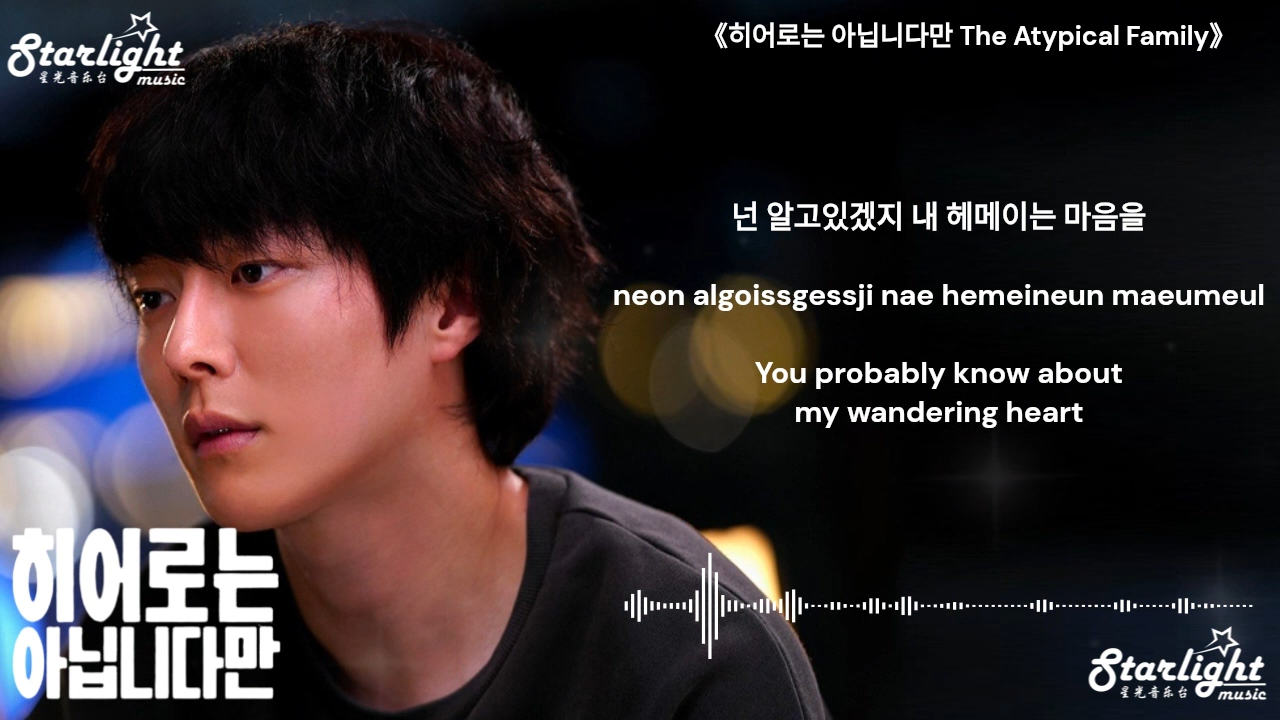 Starlight
星光音乐台 music
《히어로는 아닙니다만 The Atypical Family》
넌 알고있겠지 내 헤메이는 마음을
neon algoissgessji nae hemeineun maeumeul
You probably know about
my wandering heart
히어로는
아닙니다만
Starlight
星光音乐台 music